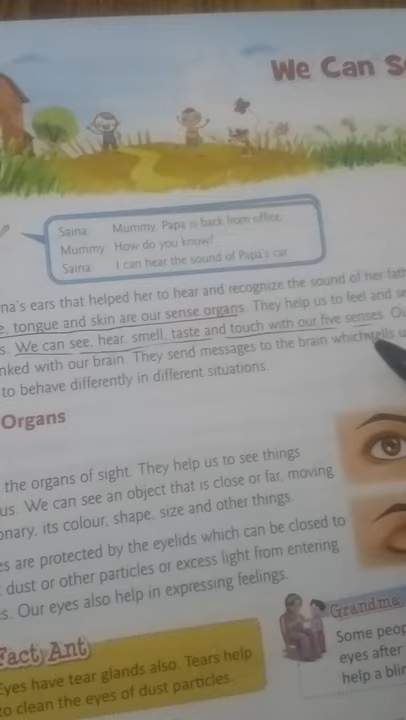 We Can S
Saina: Mummy, Papa is back from office.
Mummy: How do you know?
Saina: I can hear the sound of Papa's car.
na's ears that helped her to hear and recognize the sound of her fath
e, tongue and skin are our sense organs. They help us to feel and se
s. We can see, hear, smell, taste and touch with our five senses. Ou
nked with our brain. They send messages to the brain which tells u
to behave differently in different situations.
Organs
the organs of sight. They help us to see things
us. We can see an object that is close or far, moving
onary, its colour, shape, size and other things.
es are protected by the eyelids which can be closed to
dust or other particles or excess light from entering
s. Our eyes also help in expressing feelings.
Fact Ant
Eyes have tear glands also. Tears help
to clean the eyes of dust particles.
Grandma
Some peop
eyes after
help a blin